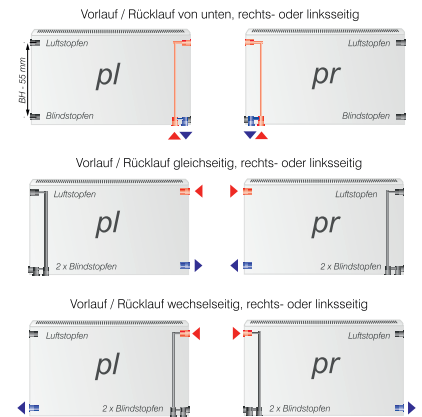 Vorlauf / Rücklauf von unten, rechts- oder linksseitig
Luftstopfen
pl
BH - 55 mm
Blindstopfen
Luftstopfen
pr
Blindstopfen
Vorlauf / Rücklauf gleichseitig, rechts- oder linksseitig
Luftstopfen
pl
2 x Blindstopfen
Luftstopfen
pr
2 x Blindstopfen
Vorlauf / Rücklauf wechselseitig, rechts- oder linksseitig
Luftstopfen
pl
2 x Blindstopfen
Luftstopfen
pr
2 x Blindstopfen